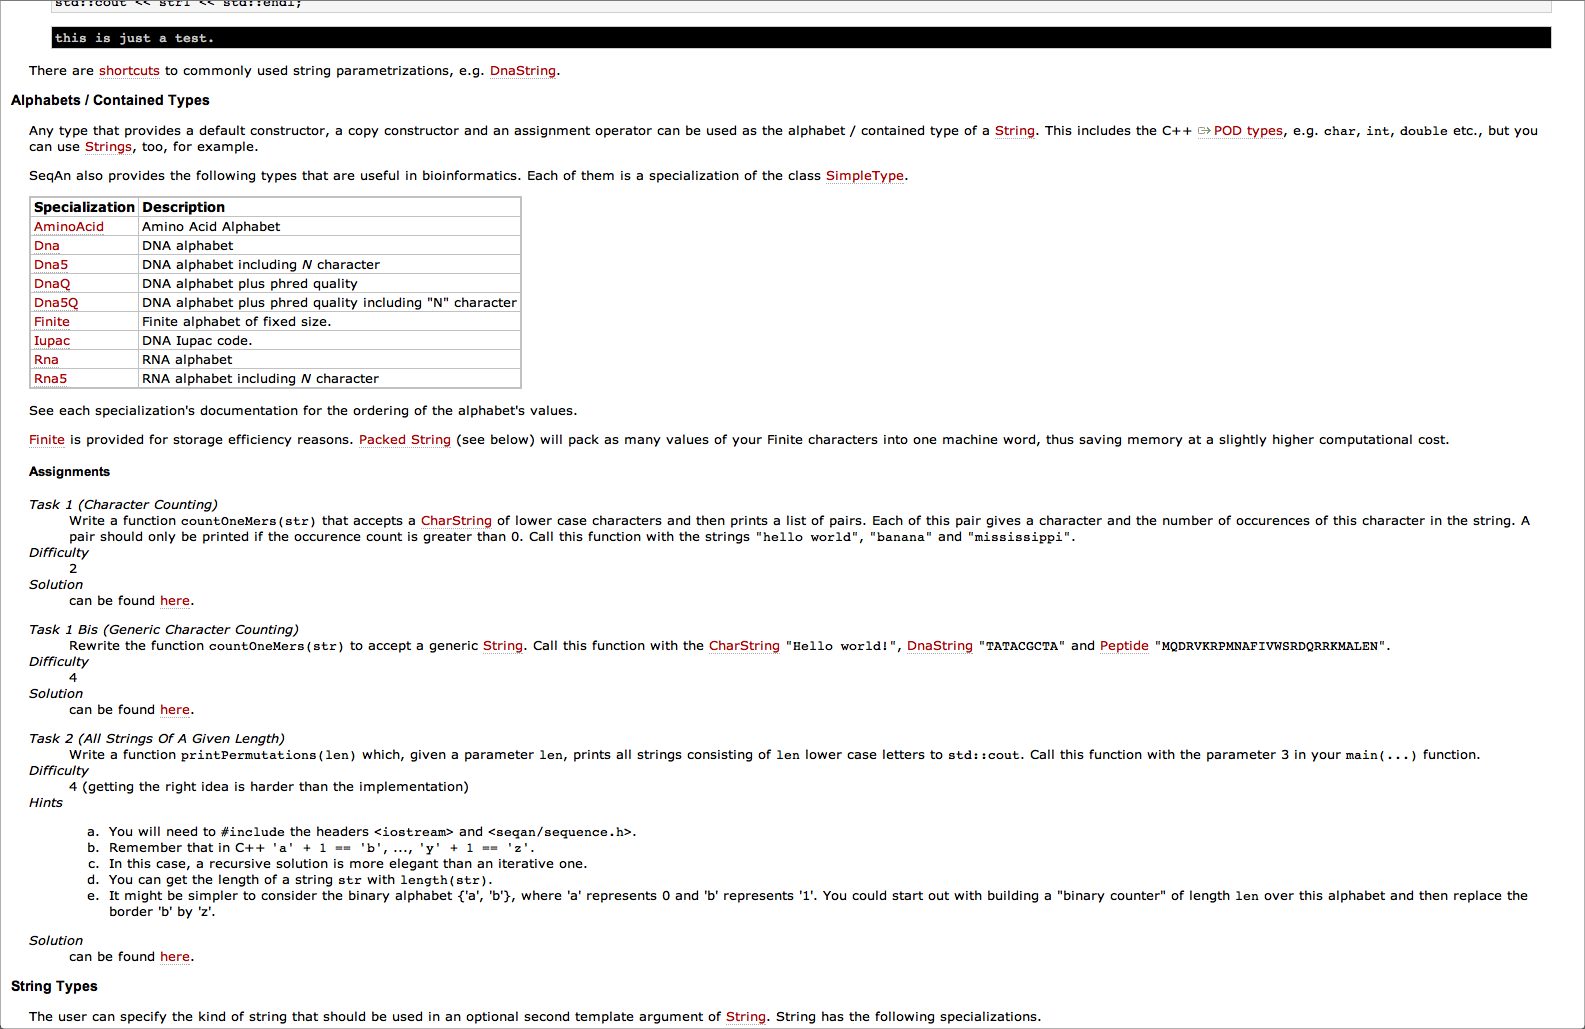 std::cout << str1 << std::endl;
this is just a test.
There are shortcuts to commonly used string parametrizations, e.g. DnaString.
Alphabets / Contained Types
Any type that provides a default constructor, a copy constructor and an assignment operator can be used as the alphabet / contained type of a String. This includes the C++ POD types, e.g. char, int, double etc., but you
can use Strings, too, for example.
SeqAn also provides the following types that are useful in bioinformatics. Each of them is a specialization of the class SimpleType.
Specialization Description
AminoAcid Amino Acid Alphabet
Dna DNA alphabet
Dna5 DNA alphabet including N character
DnaQ DNA alphabet plus phred quality
Dna5Q DNA alphabet plus phred quality including "N" character
Finite Finite alphabet of fixed size.
Iupac DNA Iupac code.
Rna RNA alphabet
Rna5 RNA alphabet including N character
See each specialization's documentation for the ordering of the alphabet's values.
Finite is provided for storage efficiency reasons. Packed String (see below) will pack as many values of your Finite characters into one machine word, thus saving memory at a slightly higher computational cost.
Assignments
Task 1 (Character Counting)
Write a function countOneMers(str) that accepts a CharString of lower case characters and then prints a list of pairs. Each of this pair gives a character and the number of occurences of this character in the string. A
pair should only be printed if the occurence count is greater than 0. Call this function with the strings "hello world", "banana" and "mississippi".
Difficulty
2
Solution
can be found here.
Task 1 Bis (Generic Character Counting)
Rewrite the function countOneMers(str) to accept a generic String. Call this function with the CharString "Hello world!", DnaString "TATACGCTA" and Peptide "MQDRVKRPMNAFIVWSRDQRRKMALEN".
Difficulty
4
Solution
can be found here.
Task 2 (All Strings Of A Given Length)
Write a function printPermutations(len) which, given a parameter len, prints all strings consisting of len lower case letters to std::cout. Call this function with the parameter 3 in your main(...) function.
Difficulty
4 (getting the right idea is harder than the implementation)
Hints
a. You will need to #include the headers <iostream> and <seqan/sequence.h>.
b. Remember that in C++ 'a' + 1 == 'b', ..., 'y' + 1 == 'z'.
c. In this case, a recursive solution is more elegant than an iterative one.
d. You can get the length of a string str with length(str).
e. It might be simpler to consider the binary alphabet {'a', 'b'}, where 'a' represents 0 and 'b' represents '1'. You could start out with building a "binary counter" of length len over this alphabet and then replace the
border 'b' by 'z'.
Solution
can be found here.
String Types
The user can specify the kind of string that should be used in an optional second template argument of String. String has the following specializations.